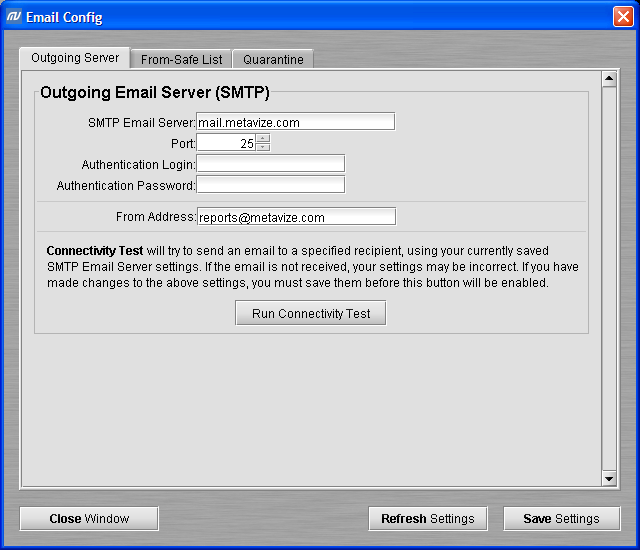 Email Config
Outgoing Server From-Safe List Quarantine
Outgoing Email Server (SMTP)
SMTP Email Server: mail.metavize.com
Port: 25
Authentication Login:
Authentication Password:
From Address: reports@metavize.com
Connectivity Test will try to send an email to a specified recipient, using your currently saved
SMTP Email Server settings. If the email is not received, your settings may be incorrect. If you have
made changes to the above settings, you must save them before this button will be enabled.
Run Connectivity Test
Close Window Refresh Settings Save Settings